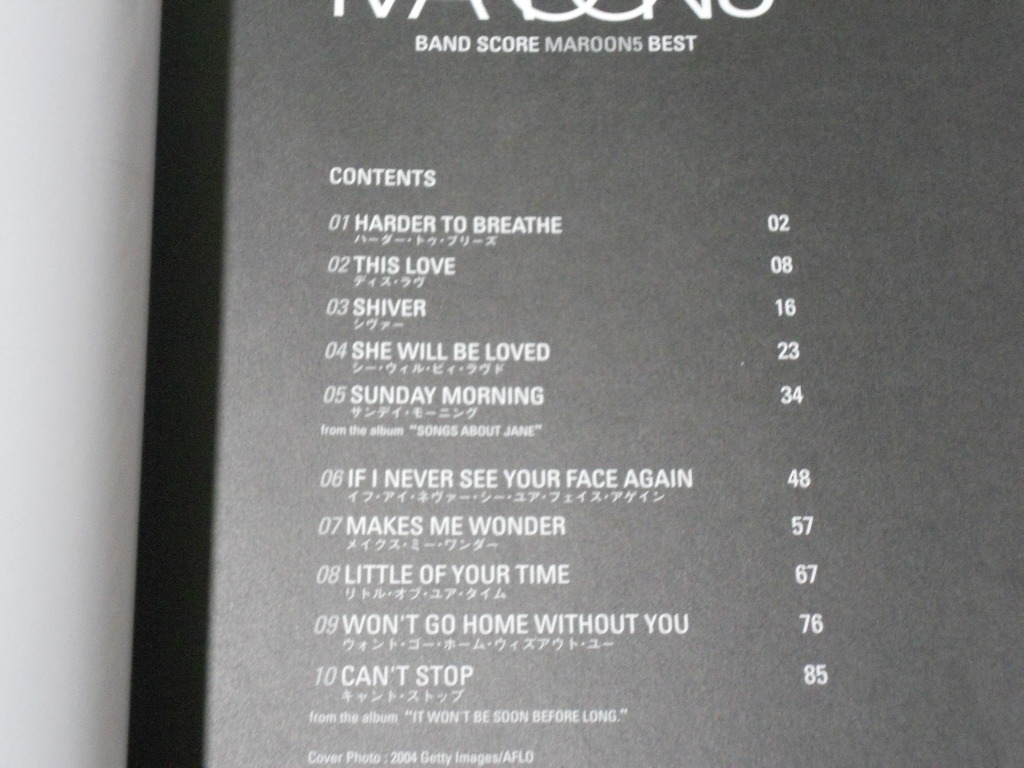 BAND SCORE MAROON5 BEST
CONTENTS
01 HARDER TO BREATHE 02
ハーダー・トゥ・ブリーズ
02 THIS LOVE 08
ディス・ラヴ
03 SHIVER 16
シヴァー
04 SHE WILL BE LOVED 23
シー・ウィル・ビィ・ラヴド
05 SUNDAY MORNING 34
サンデイ・モーニング
from the album "SONGS ABOUT JANE"
06 IF I NEVER SEE YOUR FACE AGAIN 48
イフ・アイ・ネヴァー・シー・ユア・フェイス・アゲイン
07 MAKES ME WONDER 57
メイクス・ミー・ワンダー
08 LITTLE OF YOUR TIME 67
リトル・オブ・ユア・タイム
09 WON'T GO HOME WITHOUT YOU 76
ウォント・ゴー・ホーム・ウィズアウト・ユー
10 CAN'T STOP 85
キャント・ストップ
from the album "IT WON'T BE SOON BEFORE LONG."
Cover Photo : 2004 Getty Images/AFLO